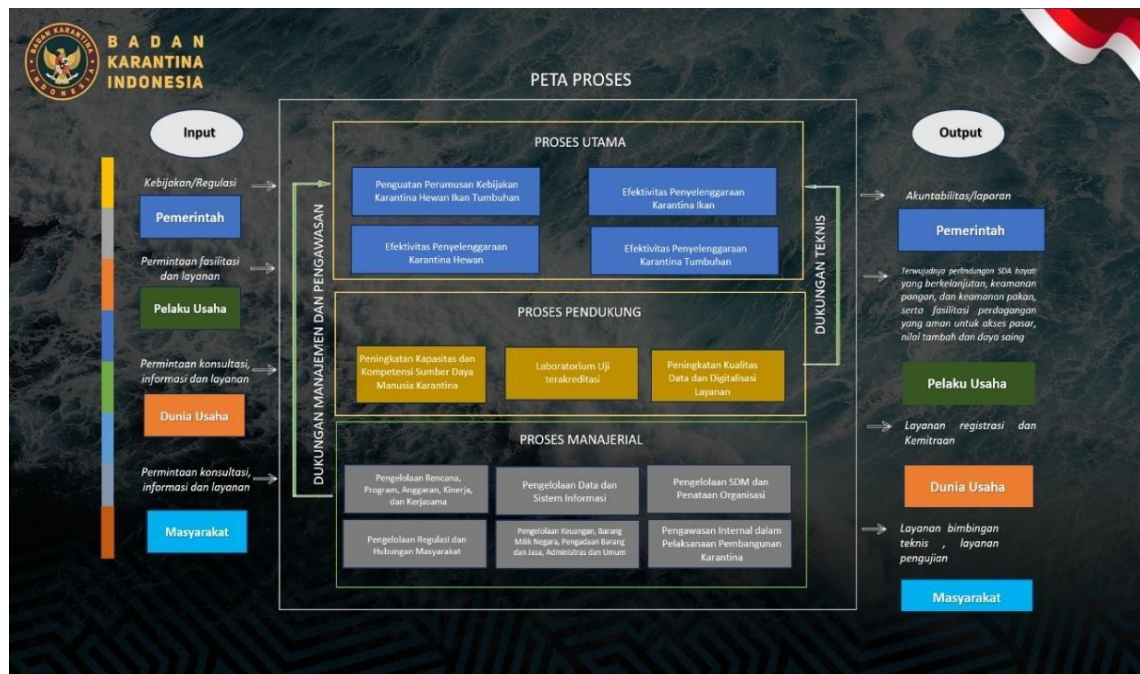 BADAN KARANTINA
INDONESIA
BADAN
KARANTINA
INDONESIA
PETA PROSES
Input
Kebijakan/Regulasi
Pemerintah
Permintaan fasilitasi
dan layanan
Pelaku Usaha
Permintaan konsultasi,
informasi dan layanan
Dunia Usaha
Permintaan konsultasi,
informasi dan layanan
Masyarakat
DUKUNGAN MANAJEMEN DAN PENGAWASAN
PROSES UTAMA
Penguatan Perumusan Kebijakan
Karantina Hewan Ikan Tumbuhan
Efektivitas Penyelenggaraan
Karantina Ikan
Efektivitas Penyelenggaraan
Karantina Hewan
Efektivitas Penyelenggaraan
Karantina Tumbuhan
PROSES PENDUKUNG
Peningkatan Kapasitas dan
Kompetensi Sumber Daya
Manusia Karantina
Laboratorium Uji
terakreditasi
Peningkatan Kualitas
Data dan Digitalisasi
Layanan
PROSES MANAJERIAL
Pengelolaan Rencana,
Program, Anggaran, Kinerja,
dan Kerjasama
Pengelolaan Data dan
Sistem Informasi
Pengelolaan SDM dan
Penataan Organisasi
Pengelolaan Regulasi dan
Hubungan Masyarakat
Pengelolaan Keuangan, Barang
Milik Negara, Pengadaan Barang
dan Jasa, Administras dan Umum
Pengawasan Internal dalam
Pelaksanaan Pembangunan
Karantina
DUKUNGAN TEKNIS
Output
Akuntabilitas/laporan
Pemerintah
Terwujudnya perlindungan SDA hayati
yang berkelanjutan, keamanan
pangan, dan keamanan pakan,
serta fasilitasi perdagangan
yang aman untuk akses pasar,
nilai tambah dan daya saing
Pelaku Usaha
Layanan registrasi dan
Kemitraan
Dunia Usaha
Layanan bimbingan
teknis , layanan
pengujian
Masyarakat